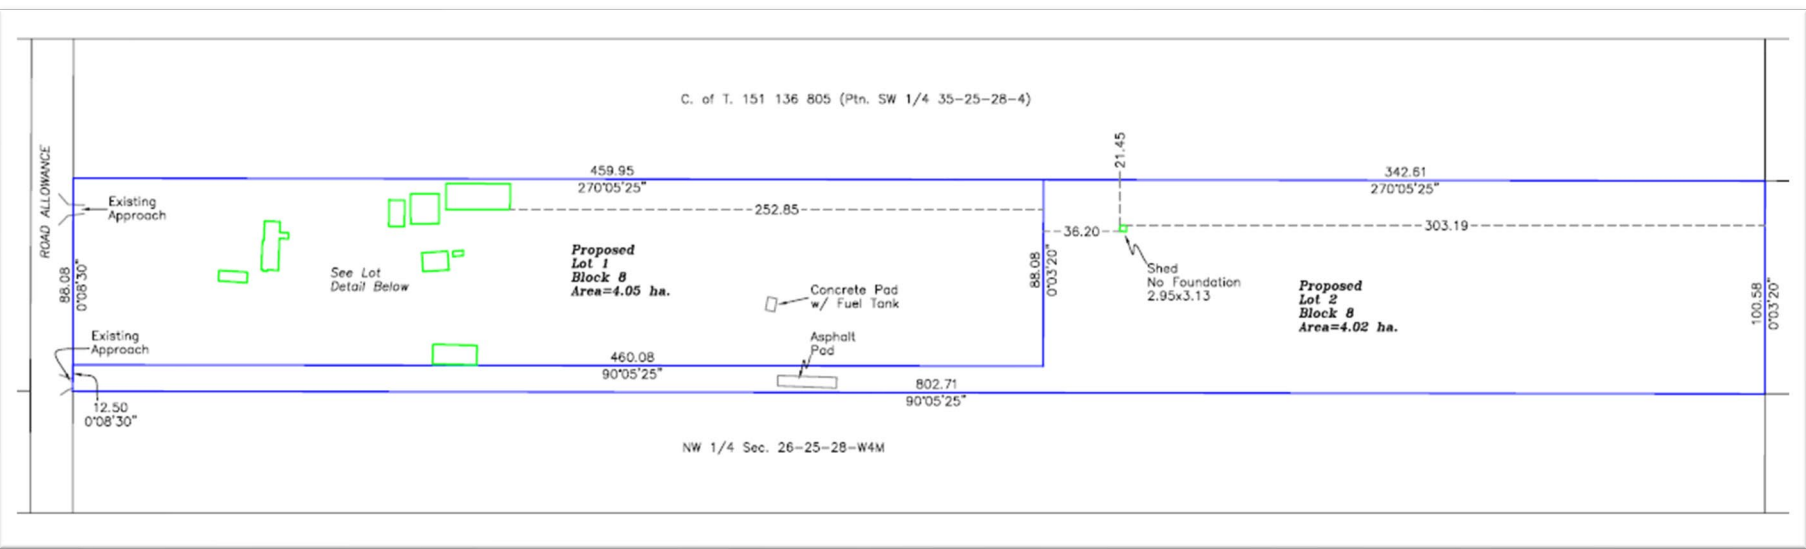 C. of T. 151 136 805 (Ptn. SW 1/4 35-25-28-4)
ROAD ALLOWANCE
459.95
270°05'25"
21.45
342.61
270°05'25"
Existing
Approach
252.85
36.20
303.19
88.08
0°08'30"
See Lot
Detail Below
Proposed
Lot 1
Block 8
Area=4.05 ha.
Concrete Pad
w/ Fuel Tank
88.08
0°03'20"
Shed
No Foundation
2.95x3.13
Proposed
Lot 2
Block 8
Area=4.02 ha.
100.58
0°03'20"
Existing
Approach
Asphalt
Pad
460.08
90°05'25"
802.71
90°05'25"
12.50
0°08'30"
NW 1/4 Sec. 26-25-28-W4M